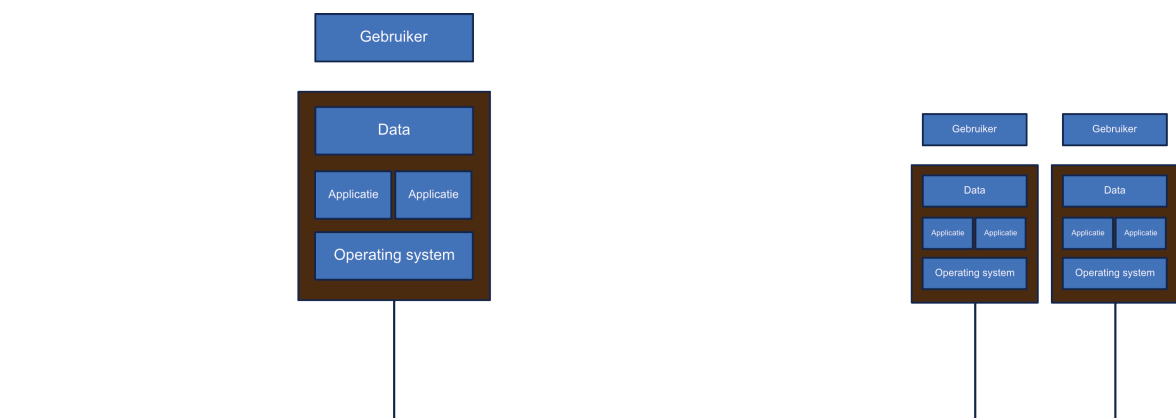 Gebruiker
Data
Applicatie Applicatie
Operating system
Gebruiker
Data
Applicatie Applicatie
Operating system
Gebruiker
Data
Applicatie Applicatie
Operating system